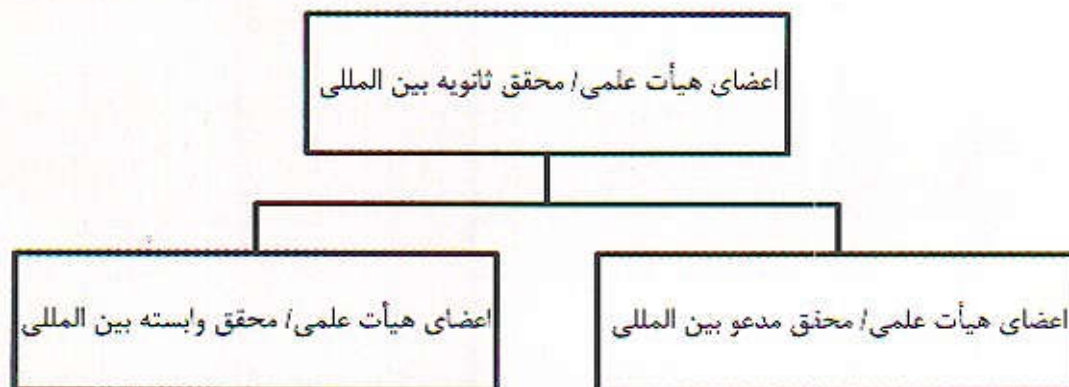 اعضای هیأت علمی/ محقق ثانویه بین المللی
اعضای هیأت علمی/ محقق مدعو بین المللی
اعضای هیأت علمی/ محقق وابسته بین المللی